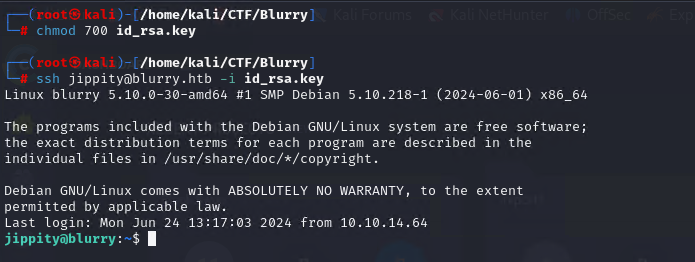 (root㉿kali)-[/home/kali/CTF/Blurry]
# chmod 700 id_rsa.key
(root㉿kali)-[/home/kali/CTF/Blurry]
# ssh jippity@blurry.htb -i id_rsa.key
Linux blurry 5.10.0-30-amd64 #1 SMP Debian 5.10.218-1 (2024-06-01) x86_64
The programs included with the Debian GNU/Linux system are free software;
the exact distribution terms for each program are described in the
individual files in /usr/share/doc/*/copyright.
Debian GNU/Linux comes with ABSOLUTELY NO WARRANTY, to the extent
permitted by applicable law.
Last login: Mon Jun 24 13:17:03 2024 from 10.10.14.64
jippity@blurry:~$